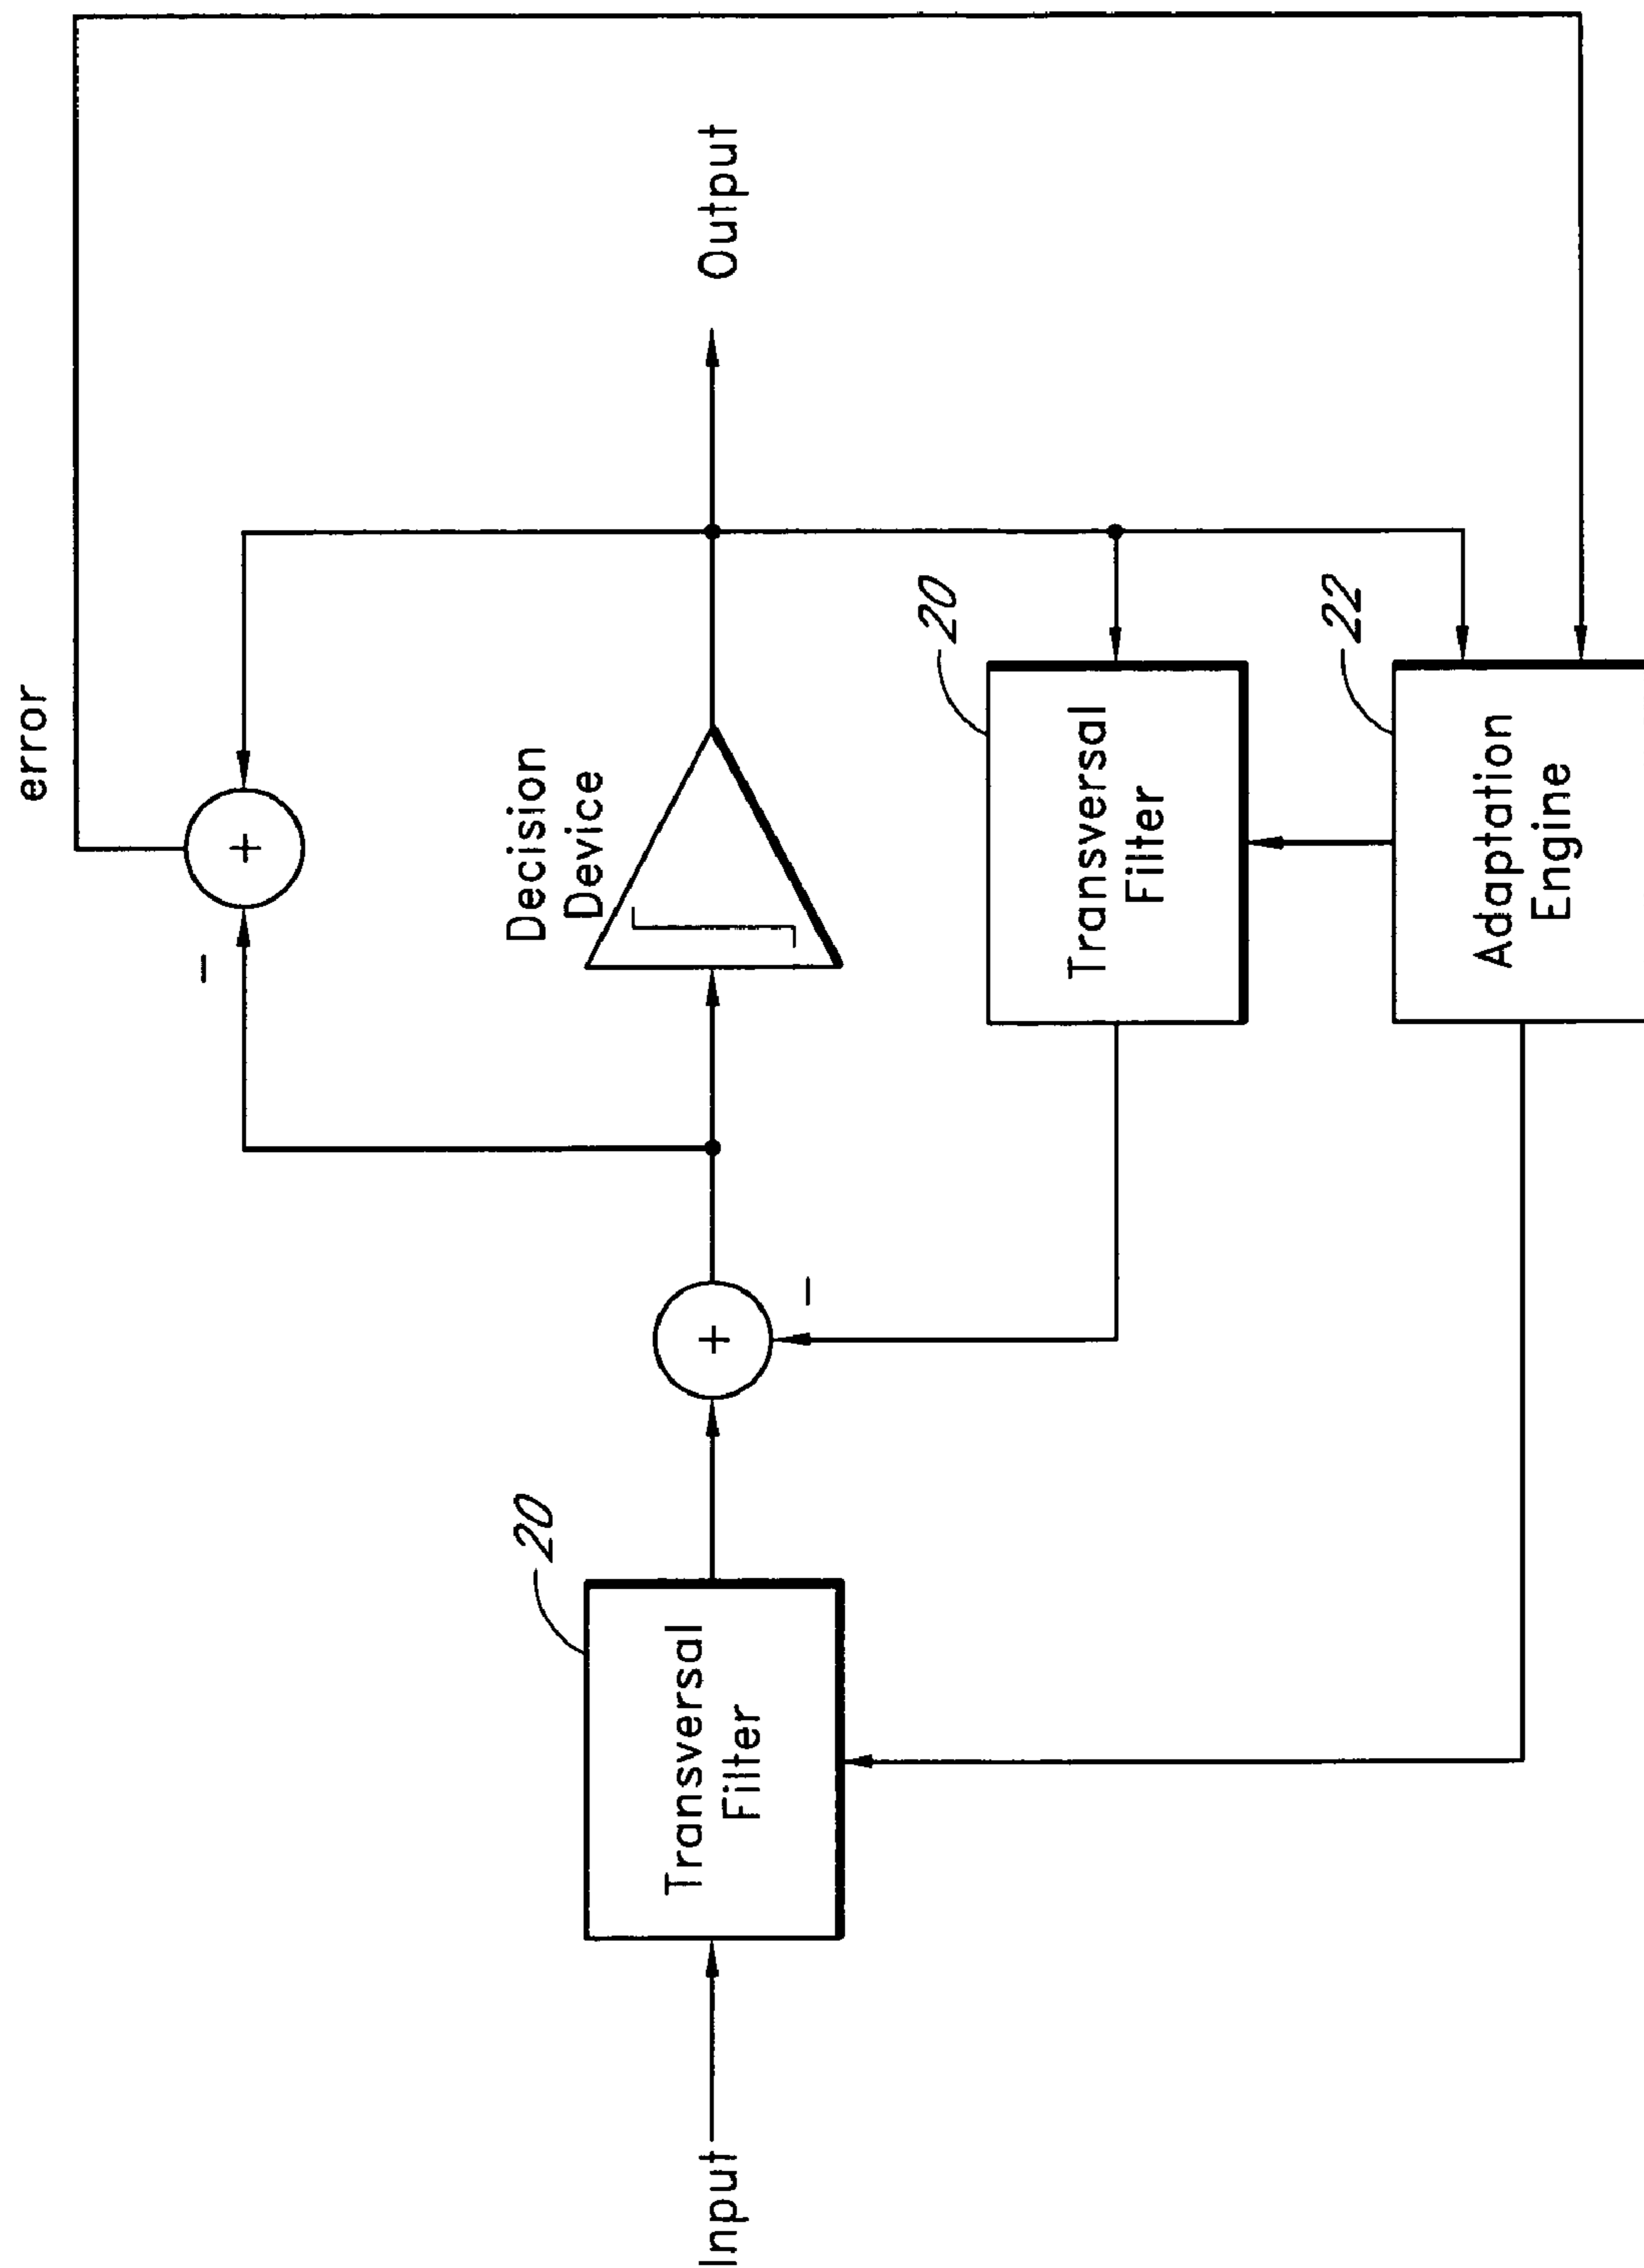 error
-
+
Decision
Device
Output
Input
20
Transversal
Filter
+
-
20
Transversal
Filter
22
Adaptation
Engine